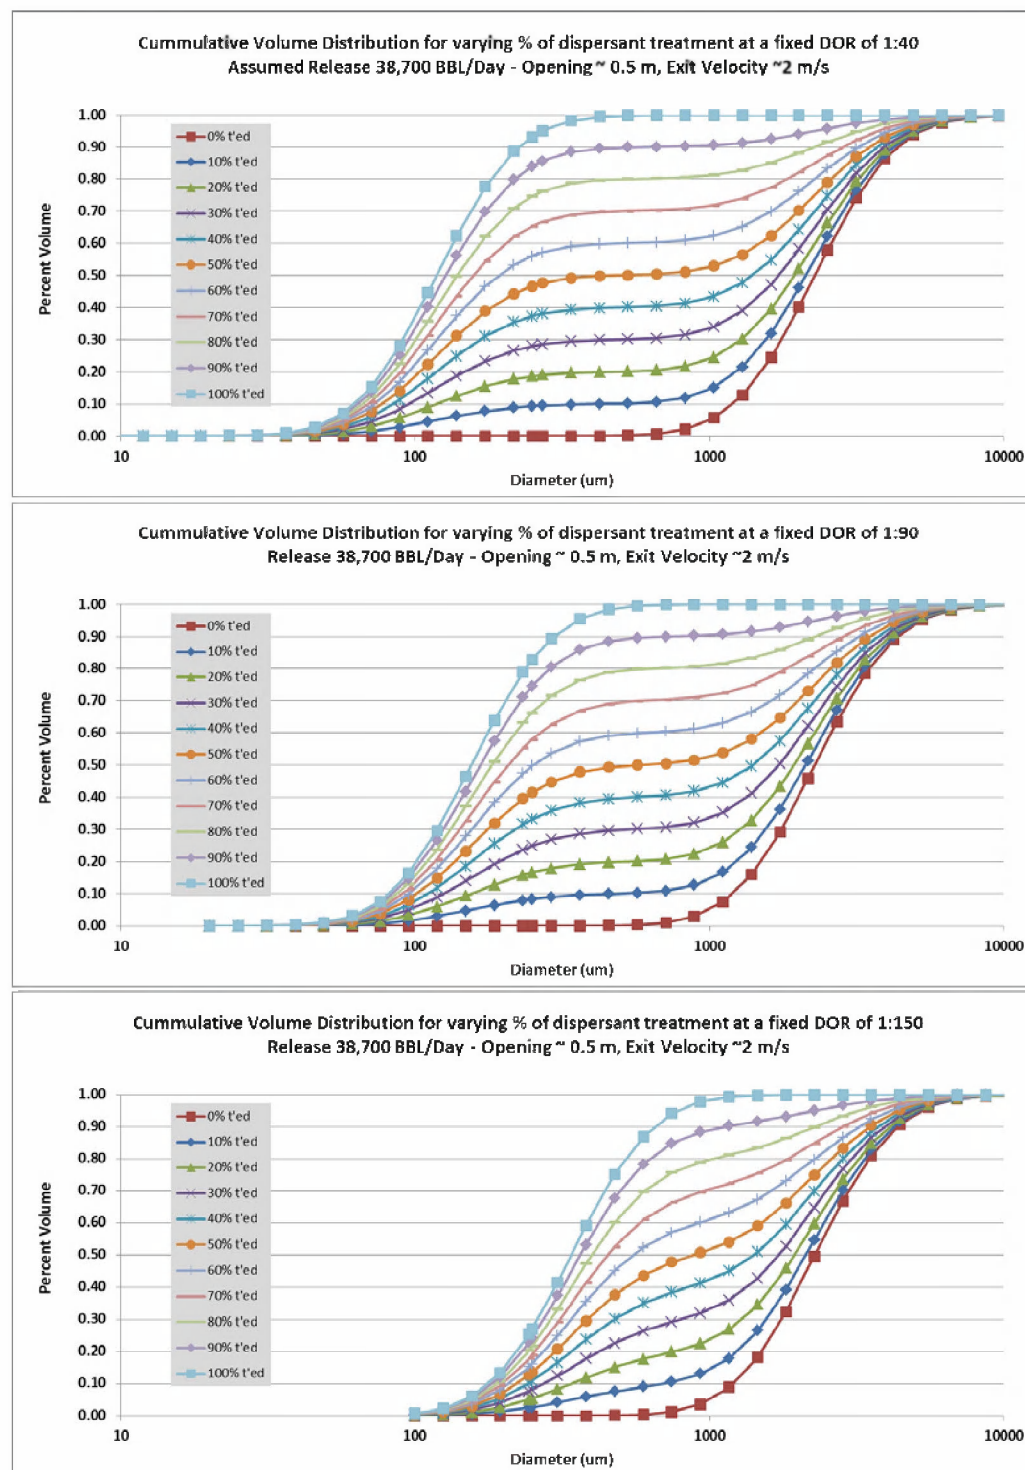 Cummulative Volume Distribution for varying % of dispersant treatment at a fixed DOR of 1:40
Assumed Release 38,700 BBL/Day - Opening ~ 0.5 m, Exit Velocity ~2 m/s
Percent Volume
1.00
0.90
0.80
0.70
0.60
0.50
0.40
0.30
0.20
0.10
0.00
0% t'ed
10% t'ed
20% t'ed
30% t'ed
40% t'ed
50% t'ed
60% t'ed
70% t'ed
80% t'ed
90% t'ed
100% t'ed
10 100 1000 10000
Diameter (um)
Cummulative Volume Distribution for varying % of dispersant treatment at a fixed DOR of 1:90
Release 38,700 BBL/Day - Opening ~ 0.5 m, Exit Velocity ~2 m/s
Percent Volume
1.00
0.90
0.80
0.70
0.60
0.50
0.40
0.30
0.20
0.10
0.00
0% t'ed
10% t'ed
20% t'ed
30% t'ed
40% t'ed
50% t'ed
60% t'ed
70% t'ed
80% t'ed
90% t'ed
100% t'ed
10 100 1000 10000
Diameter (um)
Cummulative Volume Distribution for varying % of dispersant treatment at a fixed DOR of 1:150
Release 38,700 BBL/Day - Opening ~ 0.5 m, Exit Velocity ~2 m/s
Percent Volume
1.00
0.90
0.80
0.70
0.60
0.50
0.40
0.30
0.20
0.10
0.00
0% t'ed
10% t'ed
20% t'ed
30% t'ed
40% t'ed
50% t'ed
60% t'ed
70% t'ed
80% t'ed
90% t'ed
100% t'ed
10 100 1000 10000
Diameter (um)